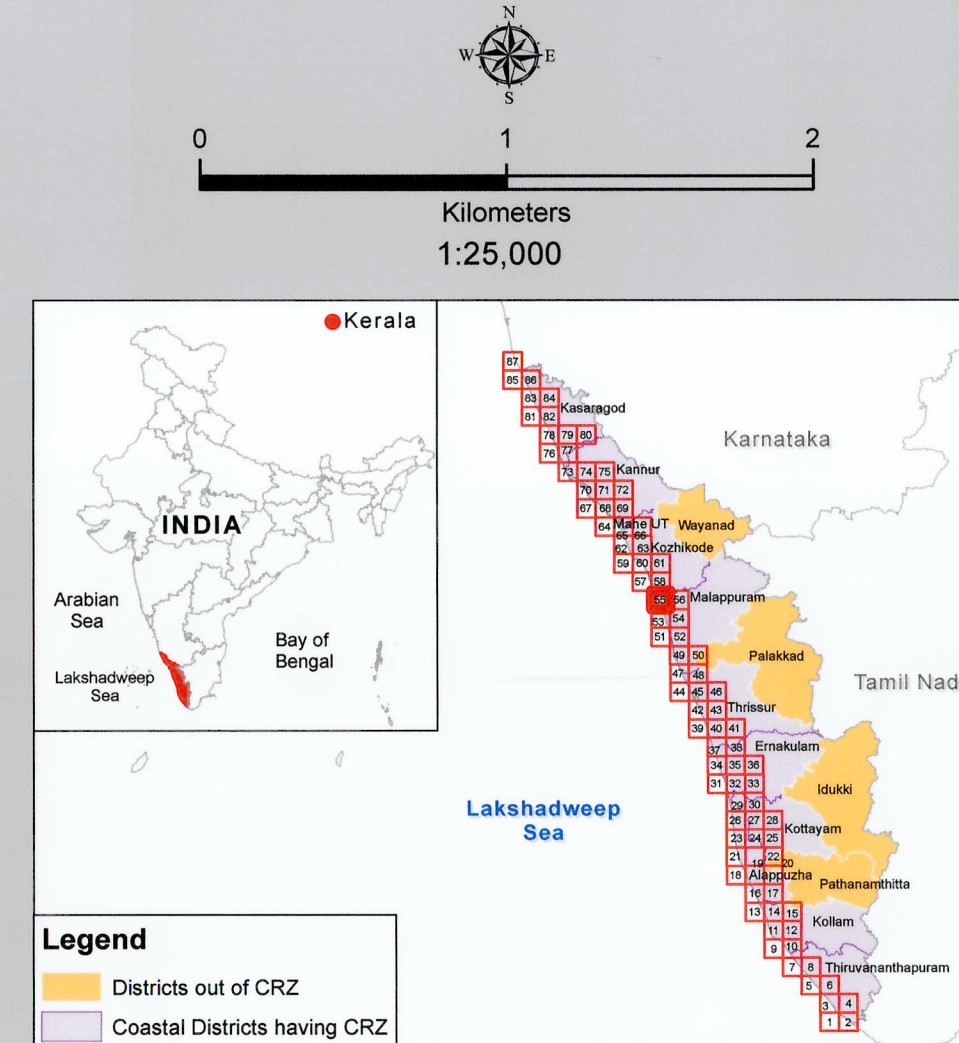 N
W E
S
0 1 2
Kilometers
1:25,000
Kerala
INDIA
Arabian
Sea
Bay of
Bengal
Lakshadweep
Sea
87
85 86
83 84
Kasaragod
81 82
78 79 80
Karnataka
76 77
73 74 75 Kannur
70 71 72
67 68 69
64 Mahe UT Wayanad
65 66
62 63 Kozhikode
59 60 61
57 58
55 56 Malappuram
53 54
51 52
49 50 Palakkad
47 48
Tamil Nad
44 45 46
42 43 Thrissur
39 40 41
37 38 Ernakulam
34 35 36
31 32 33 Idukki
29 30
Lakshadweep
Sea
26 27 28
Kottayam
23 24 25
21 22
19 20
18 Alappuzha
Pathanamthitta
16 17
13 14 15
Kollam
11 12
9 10
7 8 Thiruvananthapuram
5 6
3 4
1 2
Legend
Districts out of CRZ
Coastal Districts having CRZ